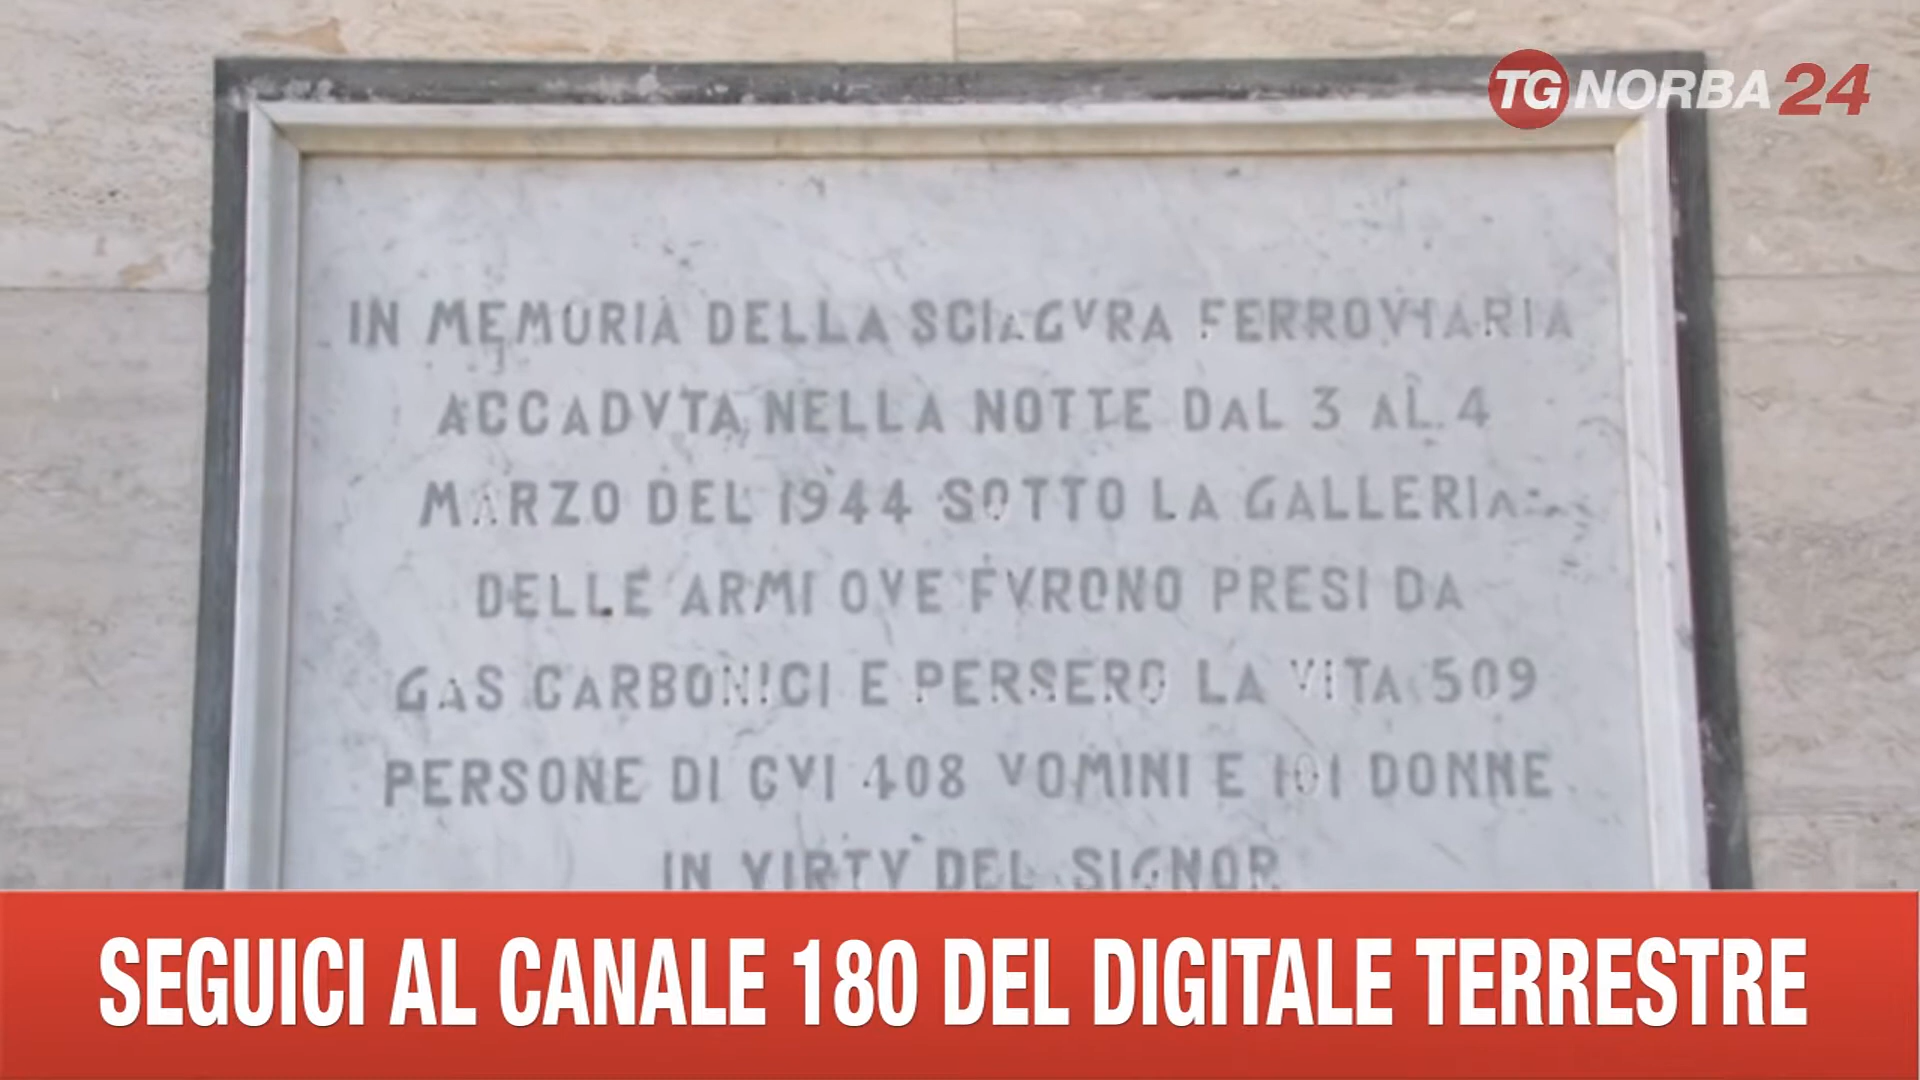 TG NORBA 24
IN MEMORIA DELLA SCIAGVRA FERROVIARIA
ACCADVTA NELLA NOTTE DAL 3 AL 4
MARZO DEL 1944 SOTTO LA GALLERIA
DELLE ARMI OVE FVRONO PRESI DA
GAS CARBONICI E PERSERO LA VITA 509
PERSONE DI CVI 408 VOMINI E 101 DONNE
IN VIRTV DEL SIGNOR
SEGUICI AL CANALE 180 DEL DIGITALE TERRESTRE